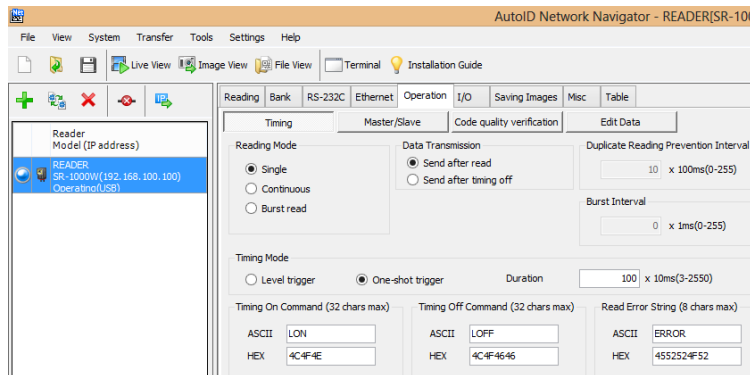 AutoID Network Navigator - READER[SR-100
File View System Transfer Tools Settings Help
Live View Image View File View Terminal Installation Guide
Reading Bank RS-232C Ethernet Operation I/O Saving Images Misc Table
Timing Master/Slave Code quality verification Edit Data
Reader
Model (IP address)
READER
SR-1000W(192.168.100.100)
Operating(USB)
Reading Mode
Single
Continuous
Burst read
Data Transmission
Send after read
Send after timing off
Duplicate Reading Prevention Interval
10 x 100ms(0-255)
Burst Interval
0 x 1ms(0-255)
Timing Mode
Level trigger One-shot trigger Duration 100 x 10ms(3-2550)
Timing On Command (32 chars max)
ASCII LON
HEX 4C4F4E
Timing Off Command (32 chars max)
ASCII LOFF
HEX 4C4F4646
Read Error String (8 chars max)
ASCII ERROR
HEX 4552524F52